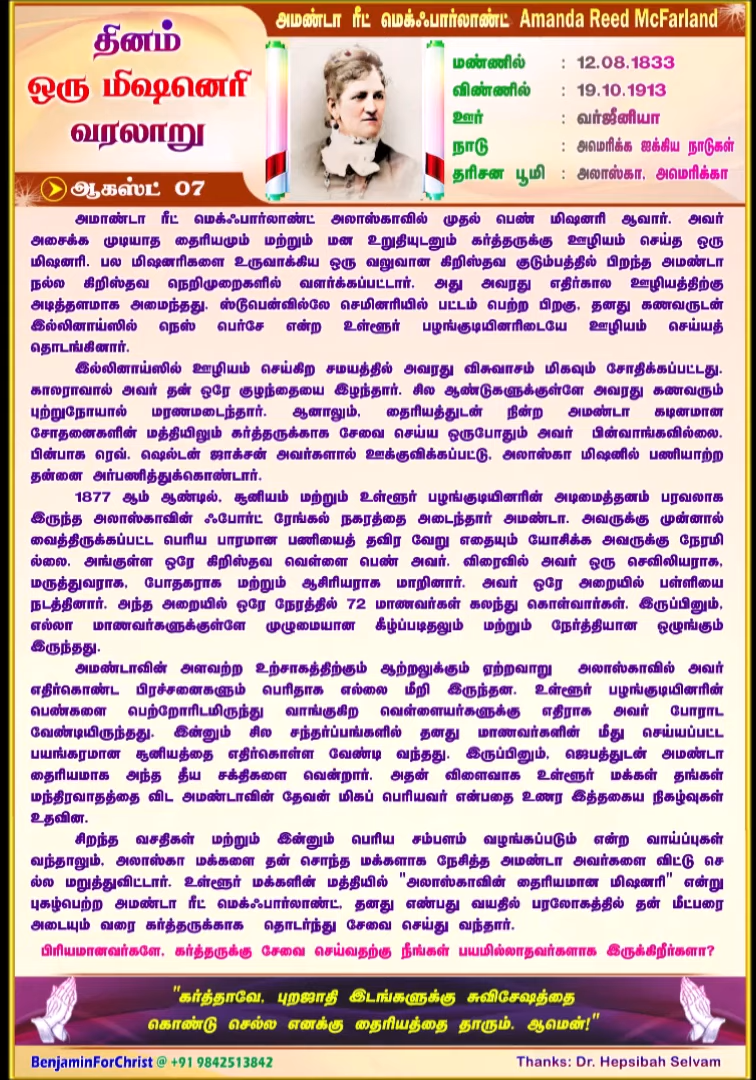 தினம்
ஒரு மிஷனெரி
வரலாறு
ஆகஸ்ட் 07
அமண்டா ரீட் மெக்ஃபார்லாண்ட் Amanda Reed McFarland
மண்ணில் : 12.08.1833
விண்ணில் : 19.10.1913
ஊர் : வர்ஜீனியா
நாடு : அமெரிக்க ஐக்கிய நாடுகள்
தரிசன பூமி : அலாஸ்கா, அமெரிக்கா
அமாண்டா ரீட் மெக்ஃபார்லாண்ட் அலாஸ்காவில் முதல் பெண் மிஷனரி ஆவார். அவர்
அசைக்க முடியாத தைரியமும் மற்றும் மன உறுதியுடனும் கர்த்தருக்கு ஊழியம் செய்த ஒரு
மிஷனரி. பல மிஷனரிகளை உருவாக்கிய ஒரு வலுவான கிறிஸ்தவ குடும்பத்தில் பிறந்த அமண்டா
நல்ல கிறிஸ்தவ நெறிமுறைகளில் வளர்க்கப்பட்டார். அது அவரது எதிர்கால ஊழியத்திற்கு
அடித்தளமாக அமைந்தது. ஸ்டூபென்வில்லே செமினரியில் பட்டம் பெற்ற பிறகு, தனது கணவருடன்
இல்லினாய்ஸில் நெஸ் பெர்சே என்ற உள்ளூர் பழங்குடியினரிடையே ஊழியம் செய்யத்
தொடங்கினார்.
இல்லினாய்ஸில் ஊழியம் செய்கிற சமயத்தில் அவரது விசுவாசம் மிகவும் சோதிக்கப்பட்டது.
காலராவால் அவர் தன் ஒரே குழந்தையை இழந்தார். சில ஆண்டுகளுக்குள்ளே அவரது கணவரும்
புற்றுநோயால் மரணமடைந்தார். ஆனாலும், தைரியத்துடன் நின்ற அமண்டா கடினமான
சோதனைகளின் மத்தியிலும் கர்த்தருக்காக சேவை செய்ய ஒருபோதும் அவர் பின்வாங்கவில்லை.
பின்பாக ரெவ். ஷெல்டன் ஜாக்சன் அவர்களால் ஊக்குவிக்கப்பட்டு, அலாஸ்கா மிஷனில் பணியாற்ற
தன்னை அர்பணித்துக்கொண்டார்.
1877 ஆம் ஆண்டில், சூனியம் மற்றும் உள்ளூர் பழங்குடியினரின் அடிமைத்தனம் பரவலாக
இருந்த அலாஸ்காவின் ஃபோர்ட் ரேங்கல் நகரத்தை அடைந்தார் அமண்டா. அவருக்கு முன்னால்
வைத்திருக்கப்பட்ட பெரிய பாரமான பணியைத் தவிர வேறு எதையும் யோசிக்க அவருக்கு நேரமி
ல்லை. அங்குள்ள ஒரே கிறிஸ்தவ வெள்ளை பெண் அவர். விரைவில் அவர் ஒரு செவிலியராக,
மருத்துவராக, போதகராக மற்றும் ஆசிரியராக மாறினார். அவர் ஒரே அறையில் பள்ளியை
நடத்தினார். அந்த அறையில் ஒரே நேரத்தில் 72 மாணவர்கள் கலந்து கொள்வார்கள். இருப்பினும்,
எல்லா மாணவர்களுக்குள்ளே முழுமையான கீழ்ப்படிதலும் மற்றும் நேர்த்தியான ஒழுங்கும்
இருந்தது.
அமண்டாவின் அளவற்ற உற்சாகத்திற்கும் ஆற்றலுக்கும் ஏற்றவாறு அலாஸ்காவில் அவர்
எதிர்கொண்ட பிரச்சனைகளும் பெரிதாக எல்லை மீறி இருந்தன. உள்ளூர் பழங்குடியினரின்
பெண்களை பெற்றோரிடமிருந்து வாங்குகிற வெள்ளையர்களுக்கு எதிராக அவர் போராட
வேண்டியிருந்தது. இன்னும் சில சந்தர்ப்பங்களில் தனது மாணவர்களின் மீது செய்யப்பட்ட
பயங்கரமான சூனியத்தை எதிர்கொள்ள வேண்டி வந்தது. இருப்பினும், ஜெபத்துடன் அமண்டா
தைரியமாக அந்த தீய சக்திகளை வென்றார். அதன் விளைவாக உள்ளூர் மக்கள் தங்கள்
மந்திரவாதத்தை விட அமண்டாவின் தேவன் மிகப் பெரியவர் என்பதை உணர இத்தகைய நிகழ்வுகள்
உதவின.
சிறந்த வசதிகள் மற்றும் இன்னும் பெரிய சம்பளம் வழங்கப்படும் என்ற வாய்ப்புகள்
வந்தாலும், அலாஸ்கா மக்களை தன் சொந்த மக்களாக நேசித்த அமண்டா அவர்களை விட்டு செ
ல்ல மறுத்துவிட்டார். உள்ளூர் மக்களின் மத்தியில் "அலாஸ்காவின் தைரியமான மிஷனரி" என்று
புகழ்பெற்ற அமண்டா ரீட் மெக்ஃபார்லாண்ட், தனது எண்பது வயதில் பரலோகத்தில் தன் மீட்பரை
அடையும் வரை கர்த்தருக்காக தொடர்ந்து சேவை செய்து வந்தார்.
பிரியமானவர்களே, கர்த்தருக்கு சேவை செய்வதற்கு நீங்கள் பயமில்லாதவர்களாக இருக்கிறீர்களா?
"கர்த்தாவே, புறஜாதி இடங்களுக்கு சுவிசேஷத்தை
கொண்டு செல்ல எனக்கு தைரியத்தை தாரும். ஆமென்!"
BenjaminForChrist @ +91 9842513842
Thanks: Dr. Hepsibah Selvam